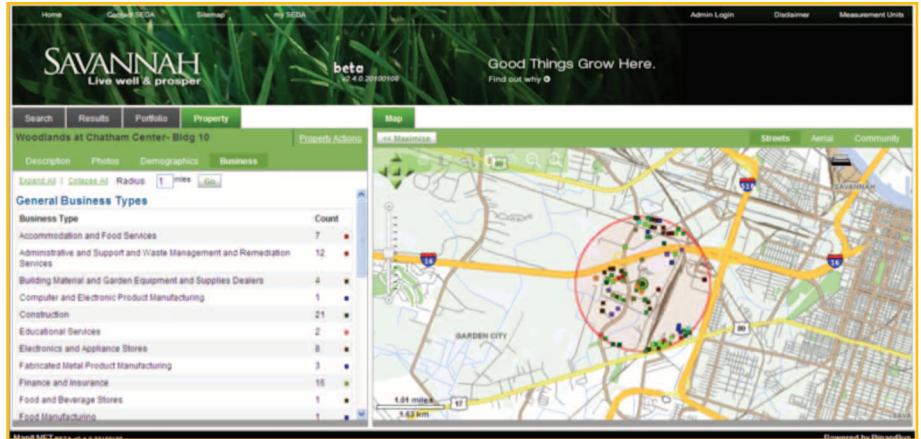 Home Contact SEDA Sitemap my SEDA Admin Login Disclaimer Measurement Units
SAVANNAH
Live well & prosper
beta
v2.4.0.20100108
Good Things Grow Here.
Find out why
Search Results Portfolio Property
Map
Woodlands at Chatham Center- Bldg 10 Property Actions
<< Maximize Streets Aerial Community
Description Photos Demographics Business
Expand All | Collapse All Radius: 1 miles Go
General Business Types
Business Type Count
Accommodation and Food Services 7
Administrative and Support and Waste Management and Remediation Services 12
Building Material and Garden Equipment and Supplies Dealers 4
Computer and Electronic Product Manufacturing 1
Construction 21
Educational Services 2
Electronics and Appliance Stores 8
Fabricated Metal Product Manufacturing 3
Finance and Insurance 16
Food and Beverage Stores 1
Food Manufacturing 1
80
516
SAVANNAH
16
16
80
GARDEN CITY
17
1.01 miles
1.63 km